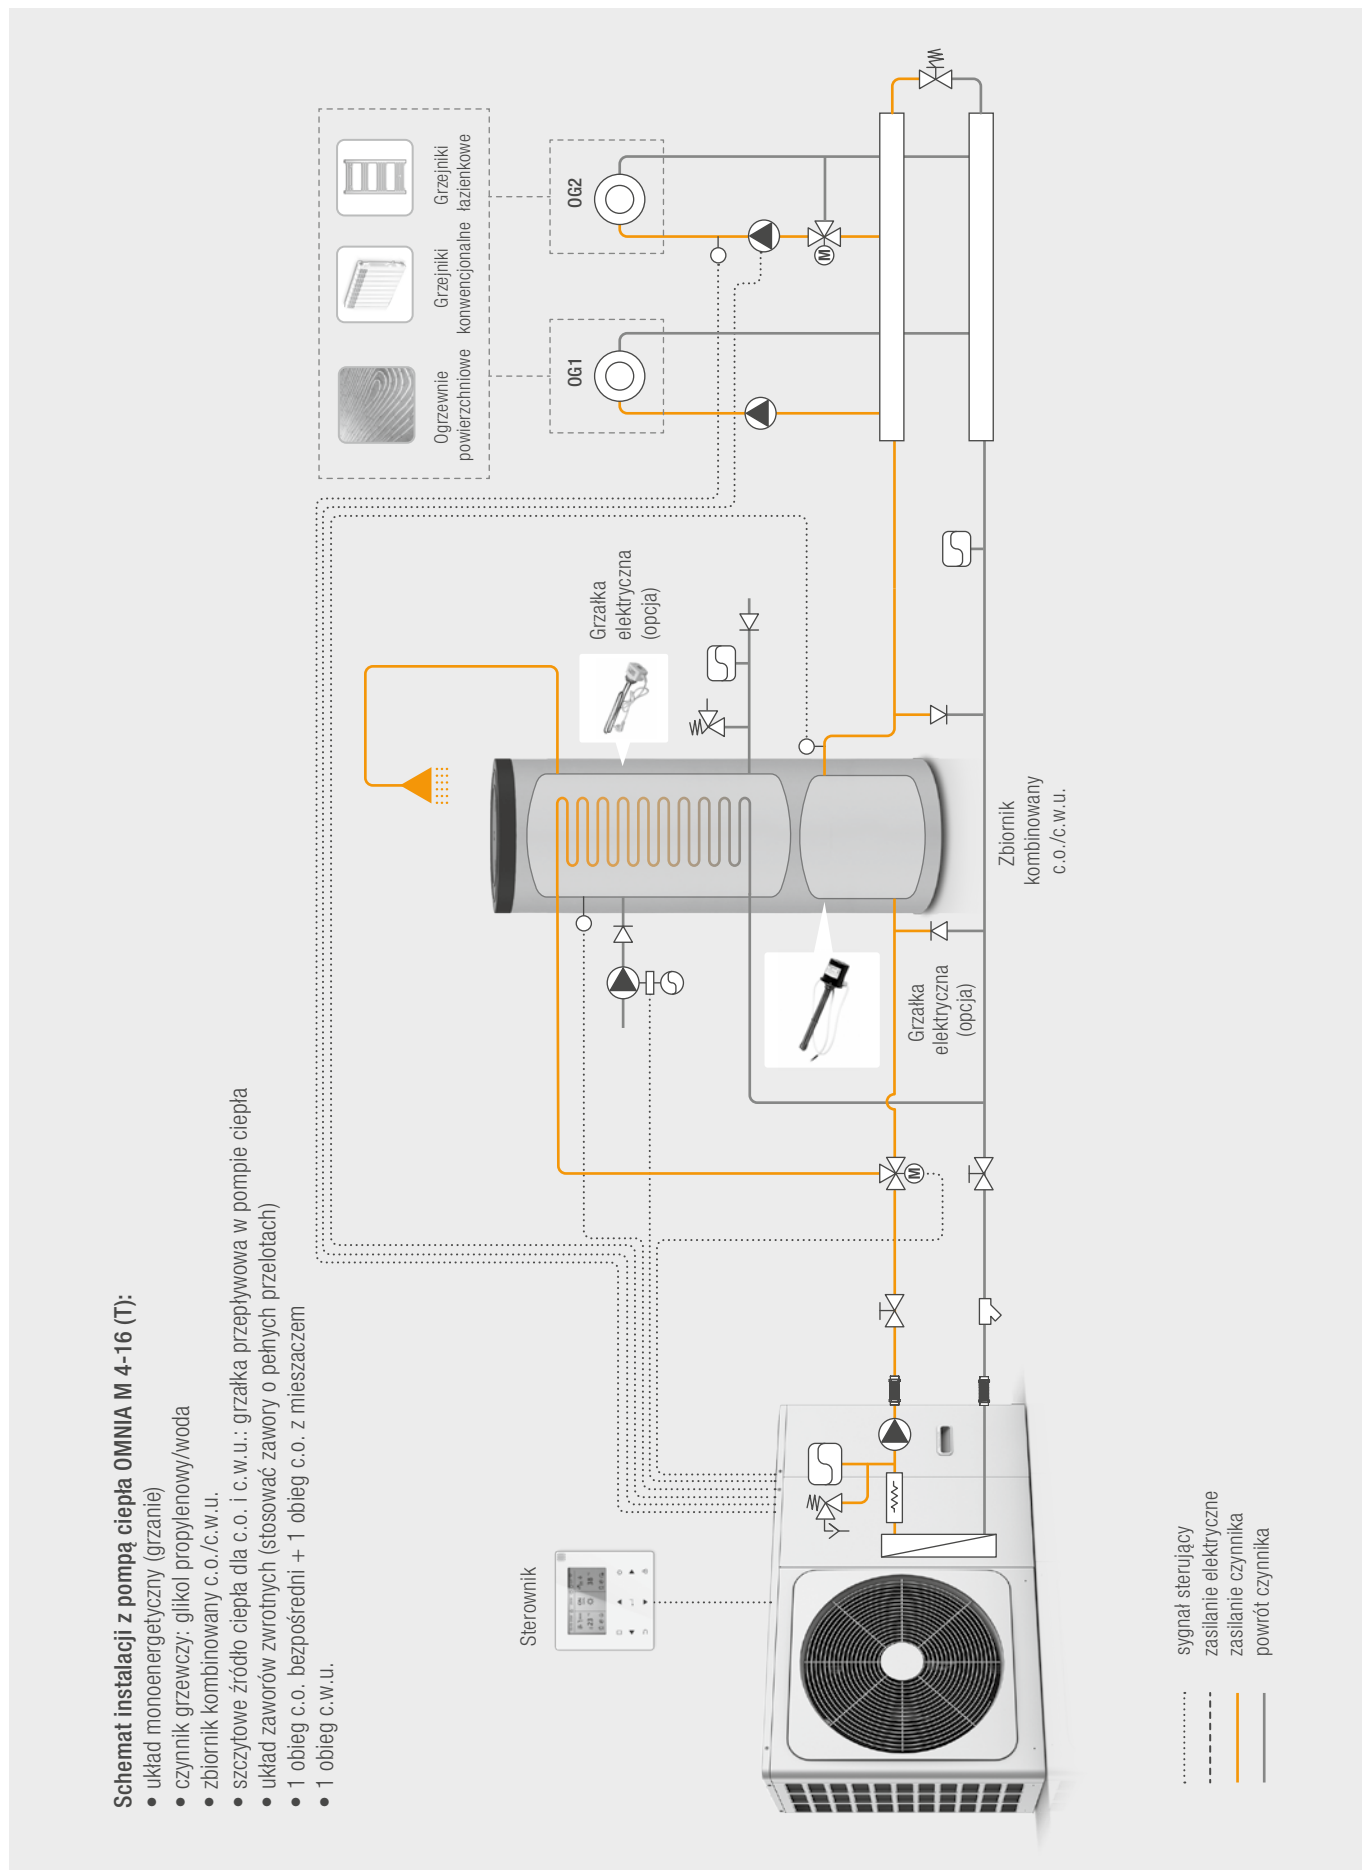 Schemat instalacji z pompą ciepła OMNIA M 4-16 (T):
• układ monoenergetyczny (grzanie)
• czynnik grzewczy: glikol propylenowy/woda
• zbiornik kombinowany c.o./c.w.u.
• szczytowe źródło ciepła dla c.o. i c.w.u.: grzałka przepływowa w pompie ciepła
• układ zaworów zwrotnych (stosować zawory o pełnych przelotach)
• 1 obieg c.o. bezpośredni + 1 obieg c.o. z mieszaczem
• 1 obieg c.w.u.
Ogrzewnie
powierzchniowe
Grzejniki
konwencjonalne
Grzejniki
łazienkowe
OG1
OG2
M
Grzałka
elektryczna
(opcja)
Grzałka
elektryczna
(opcja)
Zbiornik
kombinowany
c.o./c.w.u.
M
Sterownik
sygnał sterujący
zasilanie elektryczne
zasilanie czynnika
powrót czynnika